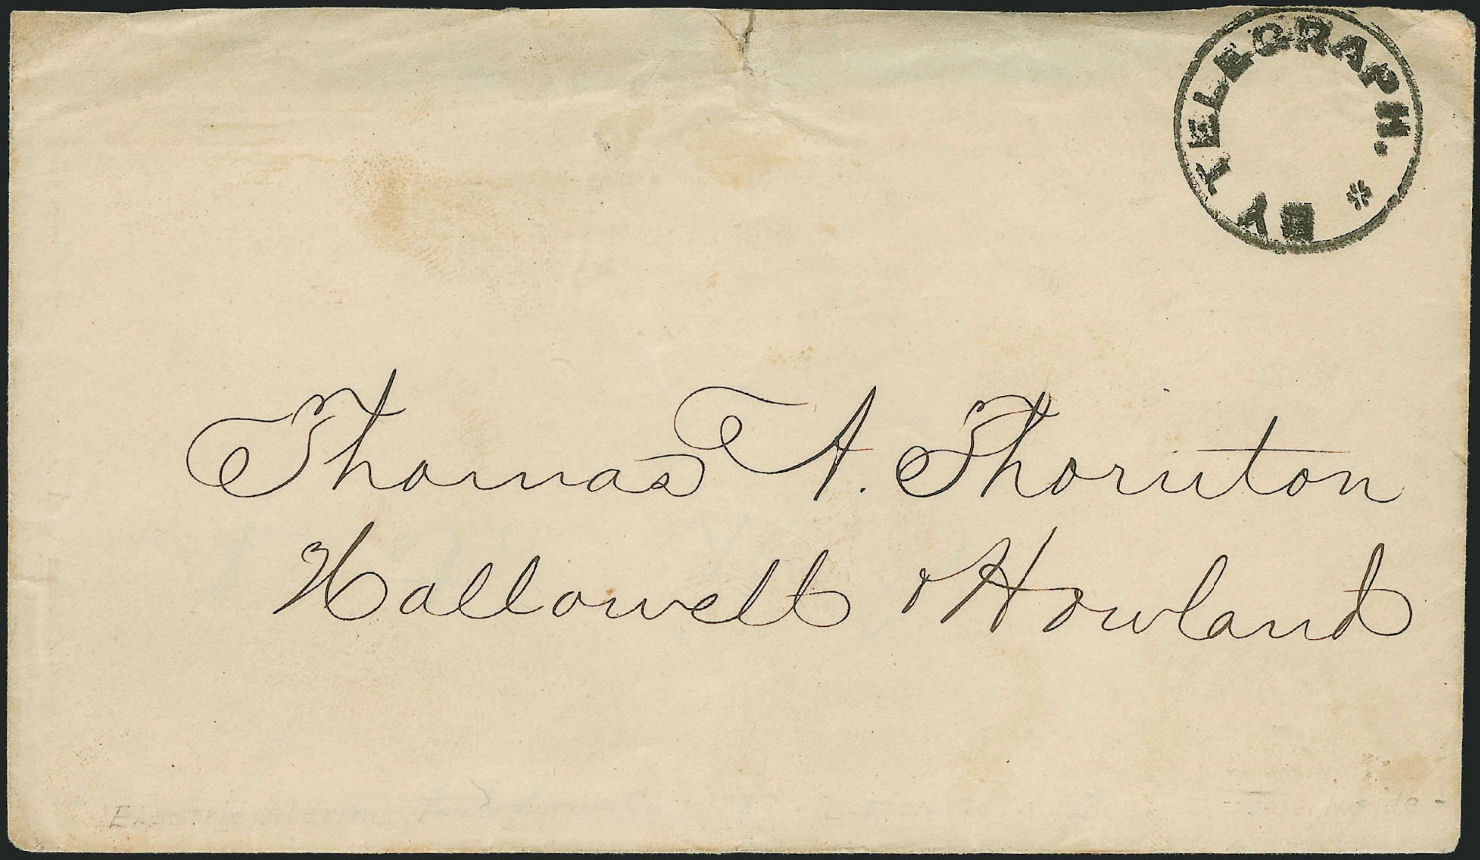 BY TELEGRAPH. *
Thomas A. Thornton
Hallowell & Howland